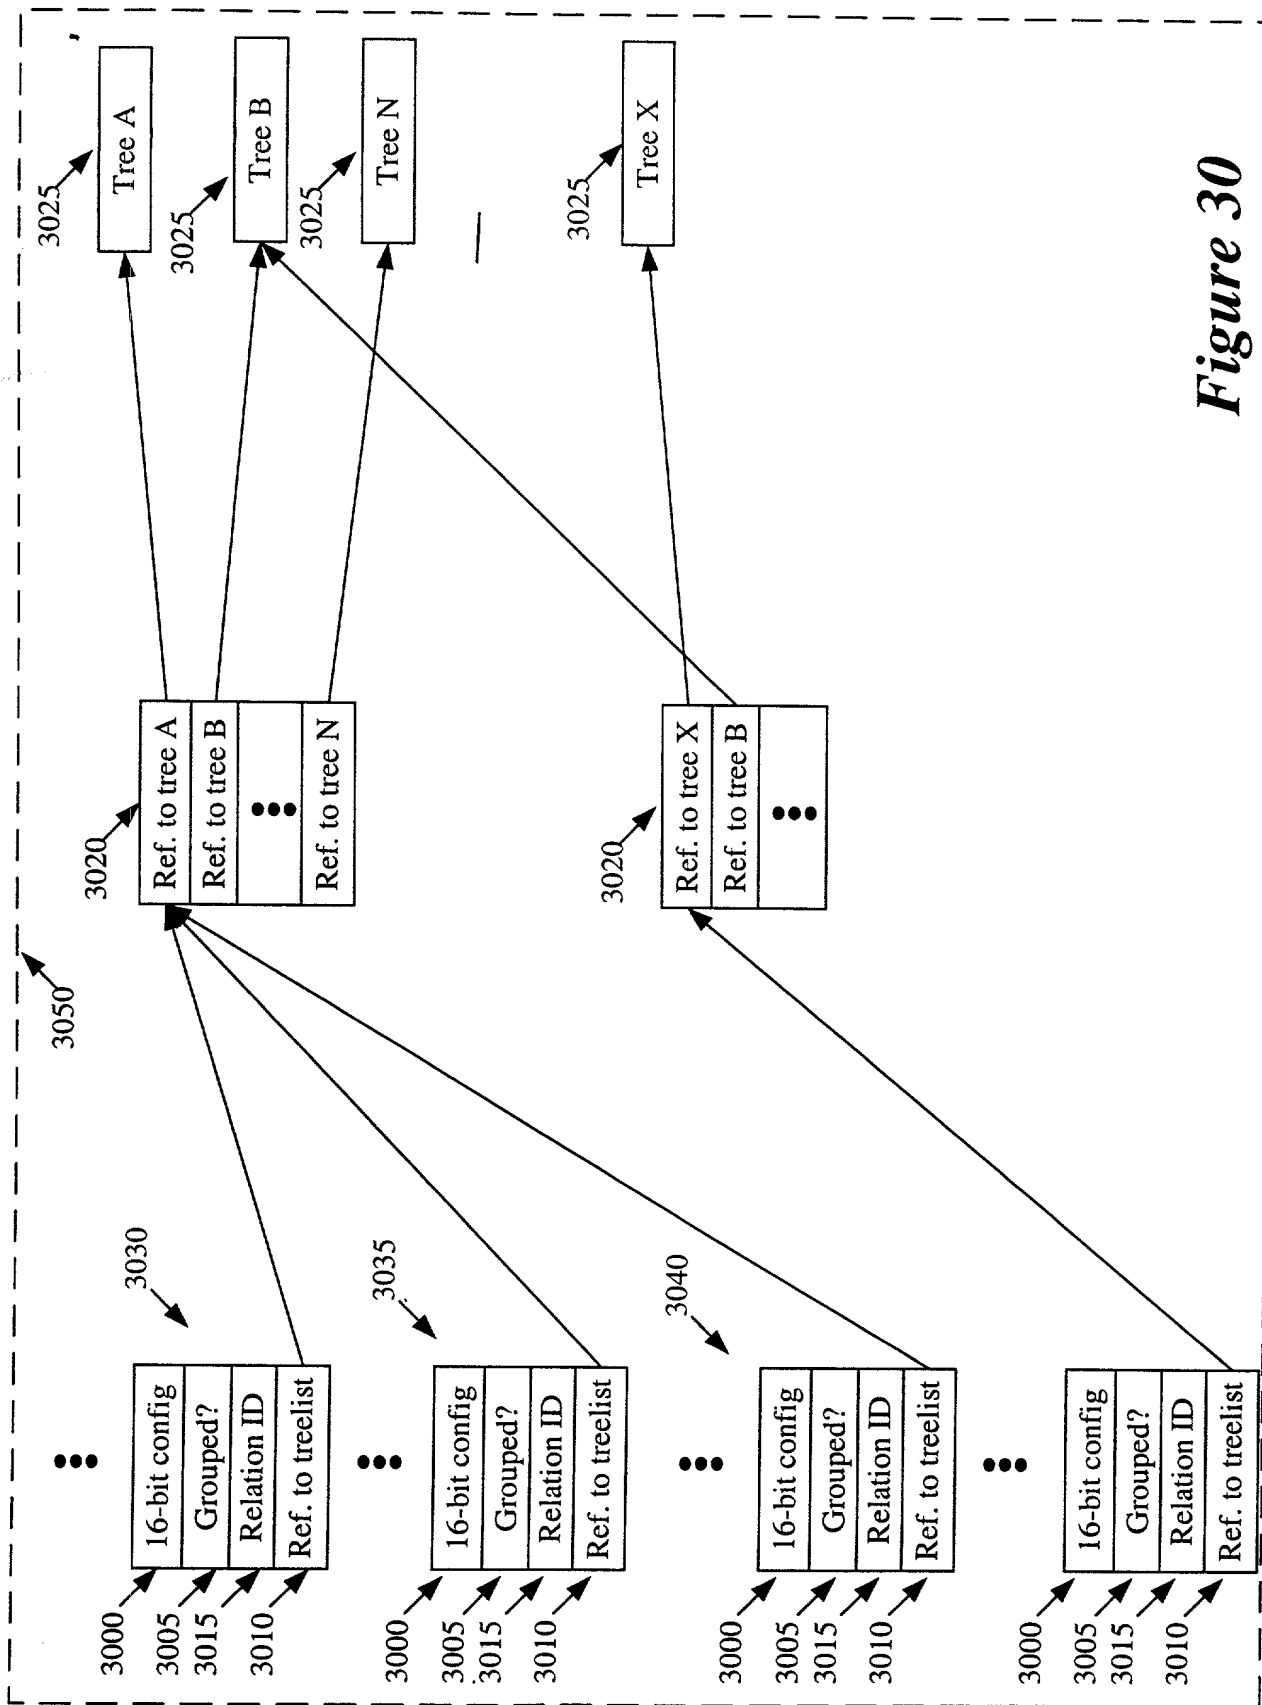 3050
3000
3005
3015
3010
16-bit config
Grouped?
Relation ID
Ref. to treelist
3030
3020
Ref. to tree A
Ref. to tree B
Ref. to tree N
3025
Tree A
3025
Tree B
3025
Tree N
3000
3005
3015
3010
16-bit config
Grouped?
Relation ID
Ref. to treelist
3035
3020
Ref. to tree X
Ref. to tree B
3025
Tree X
3000
3005
3015
3010
16-bit config
Grouped?
Relation ID
Ref. to treelist
3040
3000
3005
3015
3010
16-bit config
Grouped?
Relation ID
Ref. to treelist
Figure 30